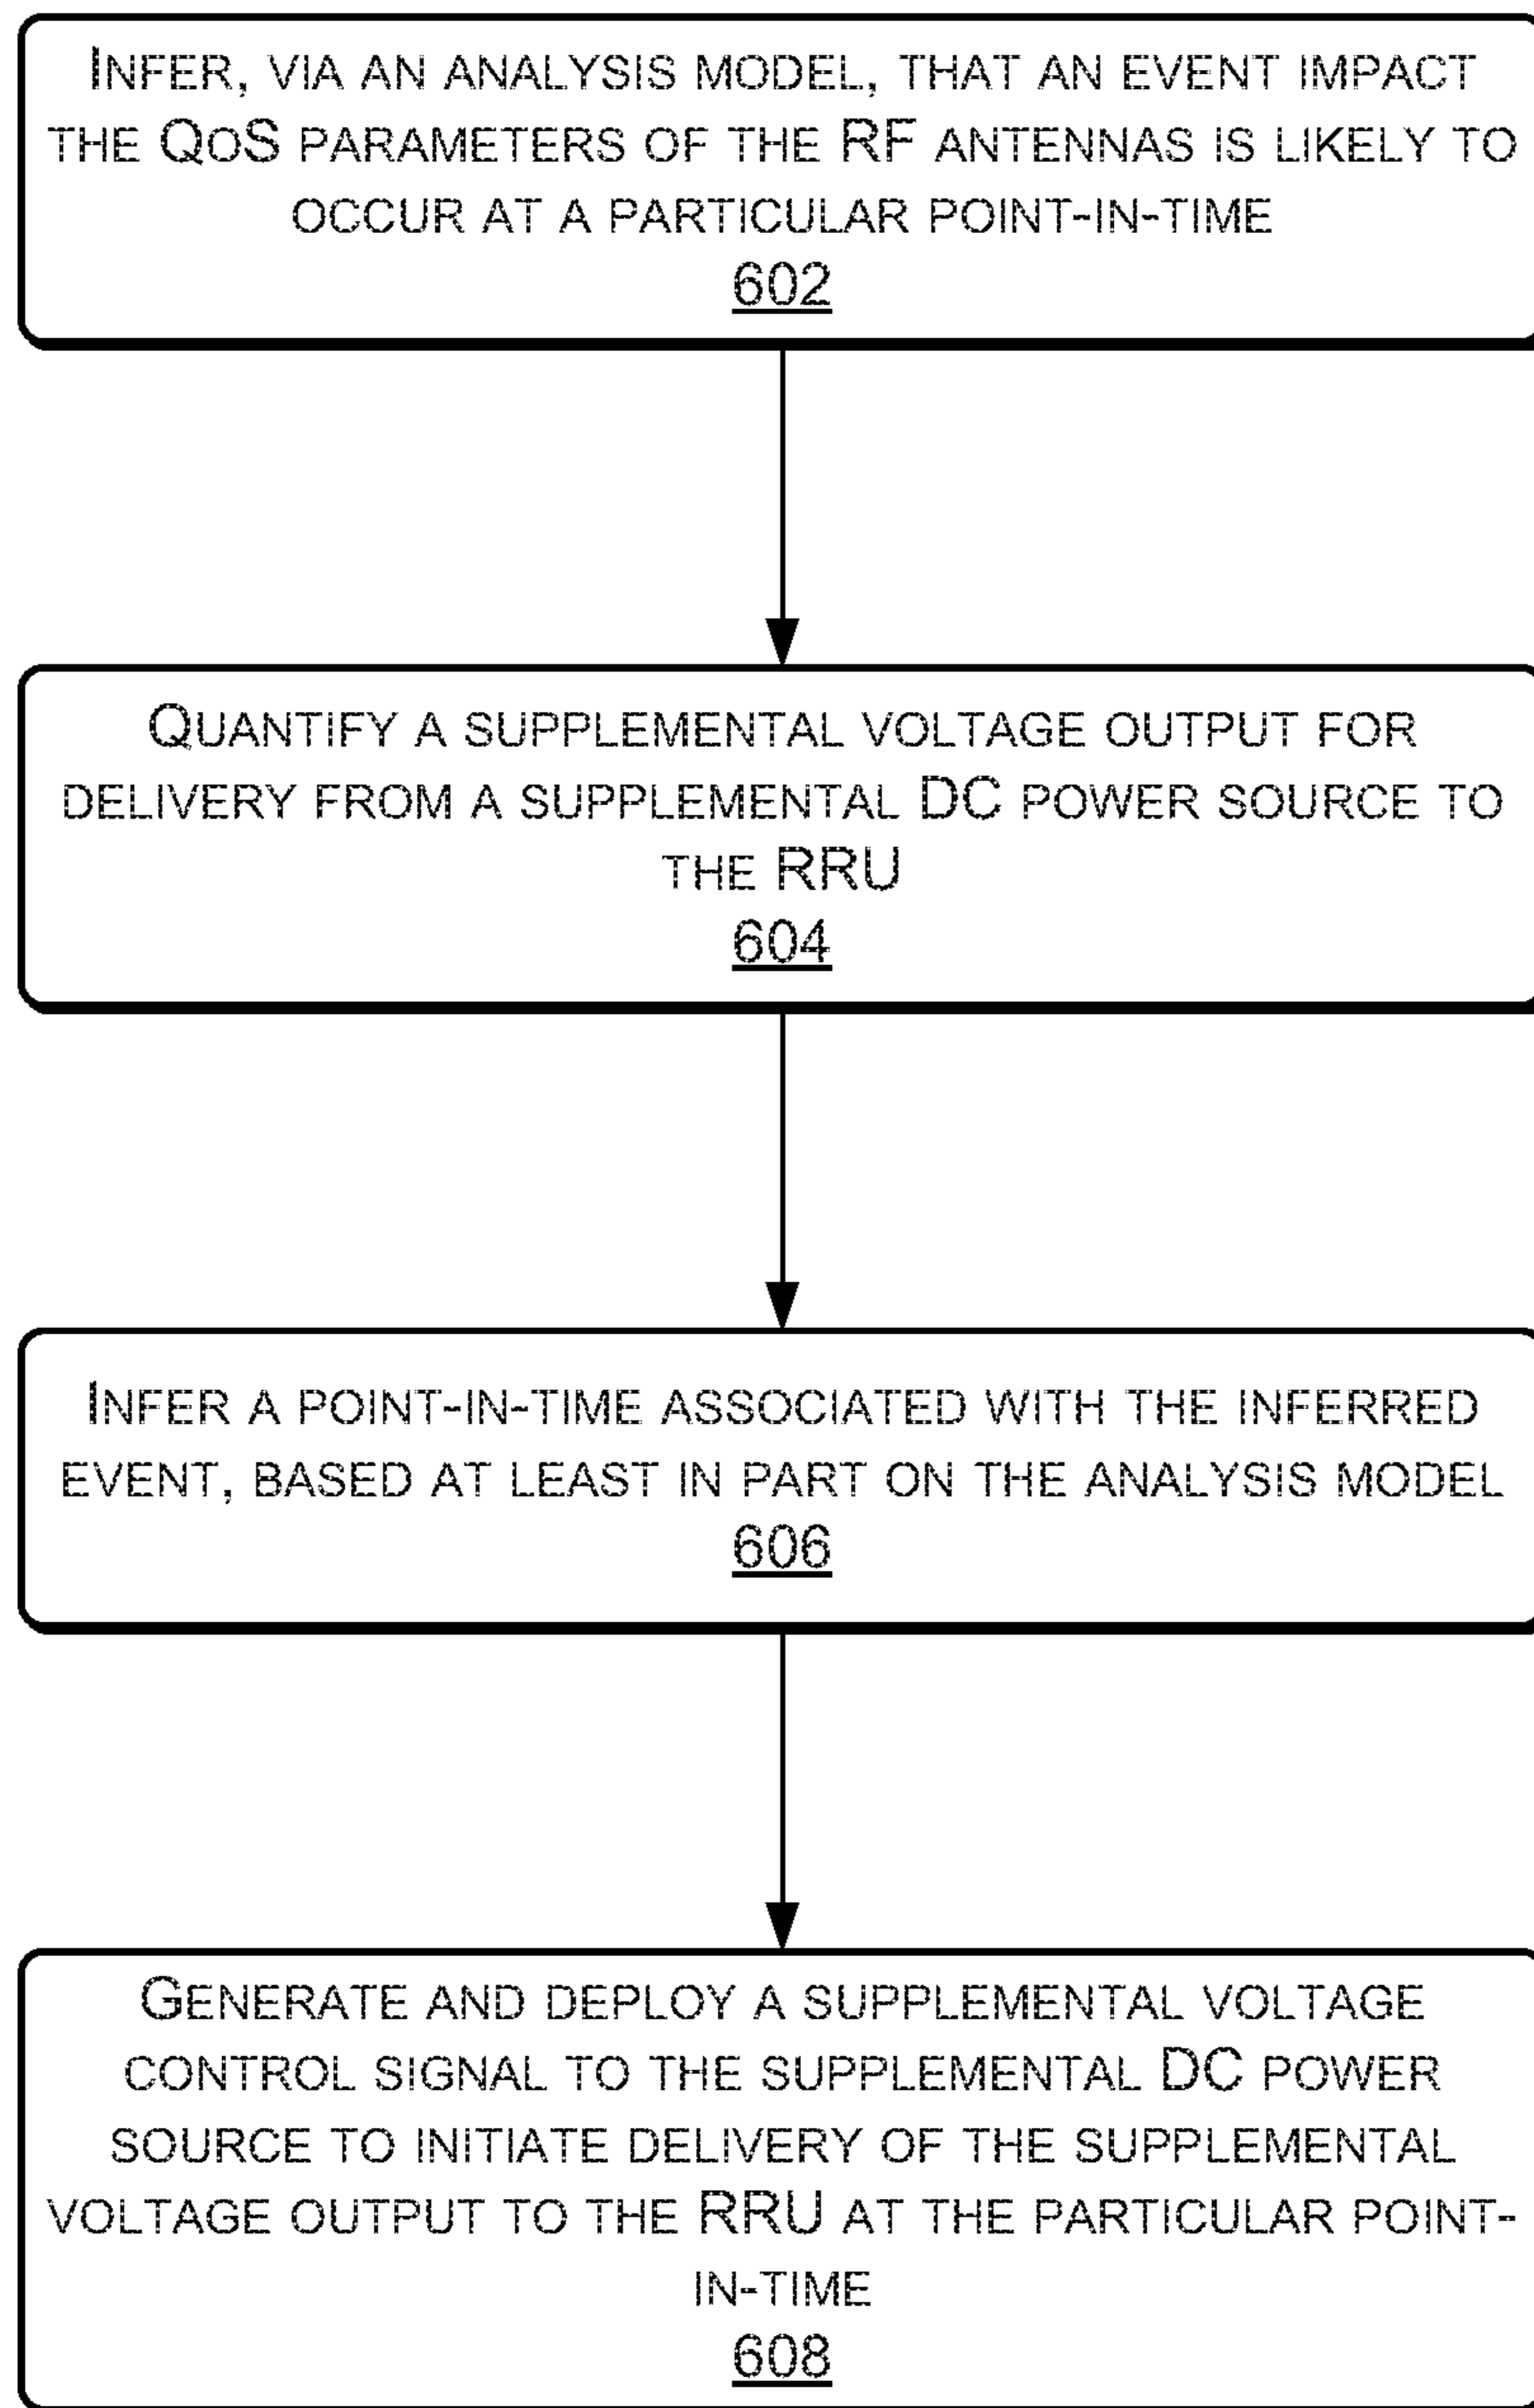 INFER, VIA AN ANALYSIS MODEL, THAT AN EVENT IMPACT
THE QOS PARAMETERS OF THE RF ANTENNAS IS LIKELY TO
OCCUR AT A PARTICULAR POINT-IN-TIME
602
QUANTIFY A SUPPLEMENTAL VOLTAGE OUTPUT FOR
DELIVERY FROM A SUPPLEMENTAL DC POWER SOURCE TO
THE RRU
604
INFER A POINT-IN-TIME ASSOCIATED WITH THE INFERRED
EVENT, BASED AT LEAST IN PART ON THE ANALYSIS MODEL
606
GENERATE AND DEPLOY A SUPPLEMENTAL VOLTAGE
CONTROL SIGNAL TO THE SUPPLEMENTAL DC POWER
SOURCE TO INITIATE DELIVERY OF THE SUPPLEMENTAL
VOLTAGE OUTPUT TO THE RRU AT THE PARTICULAR POINT-
IN-TIME
608